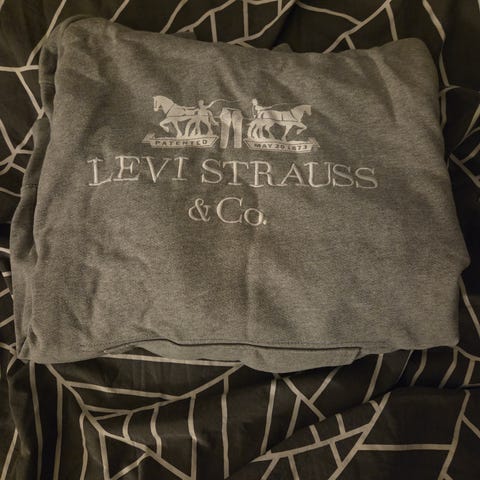 PATENTED MAY 20 1873
LEVI STRAUSS
& Co.